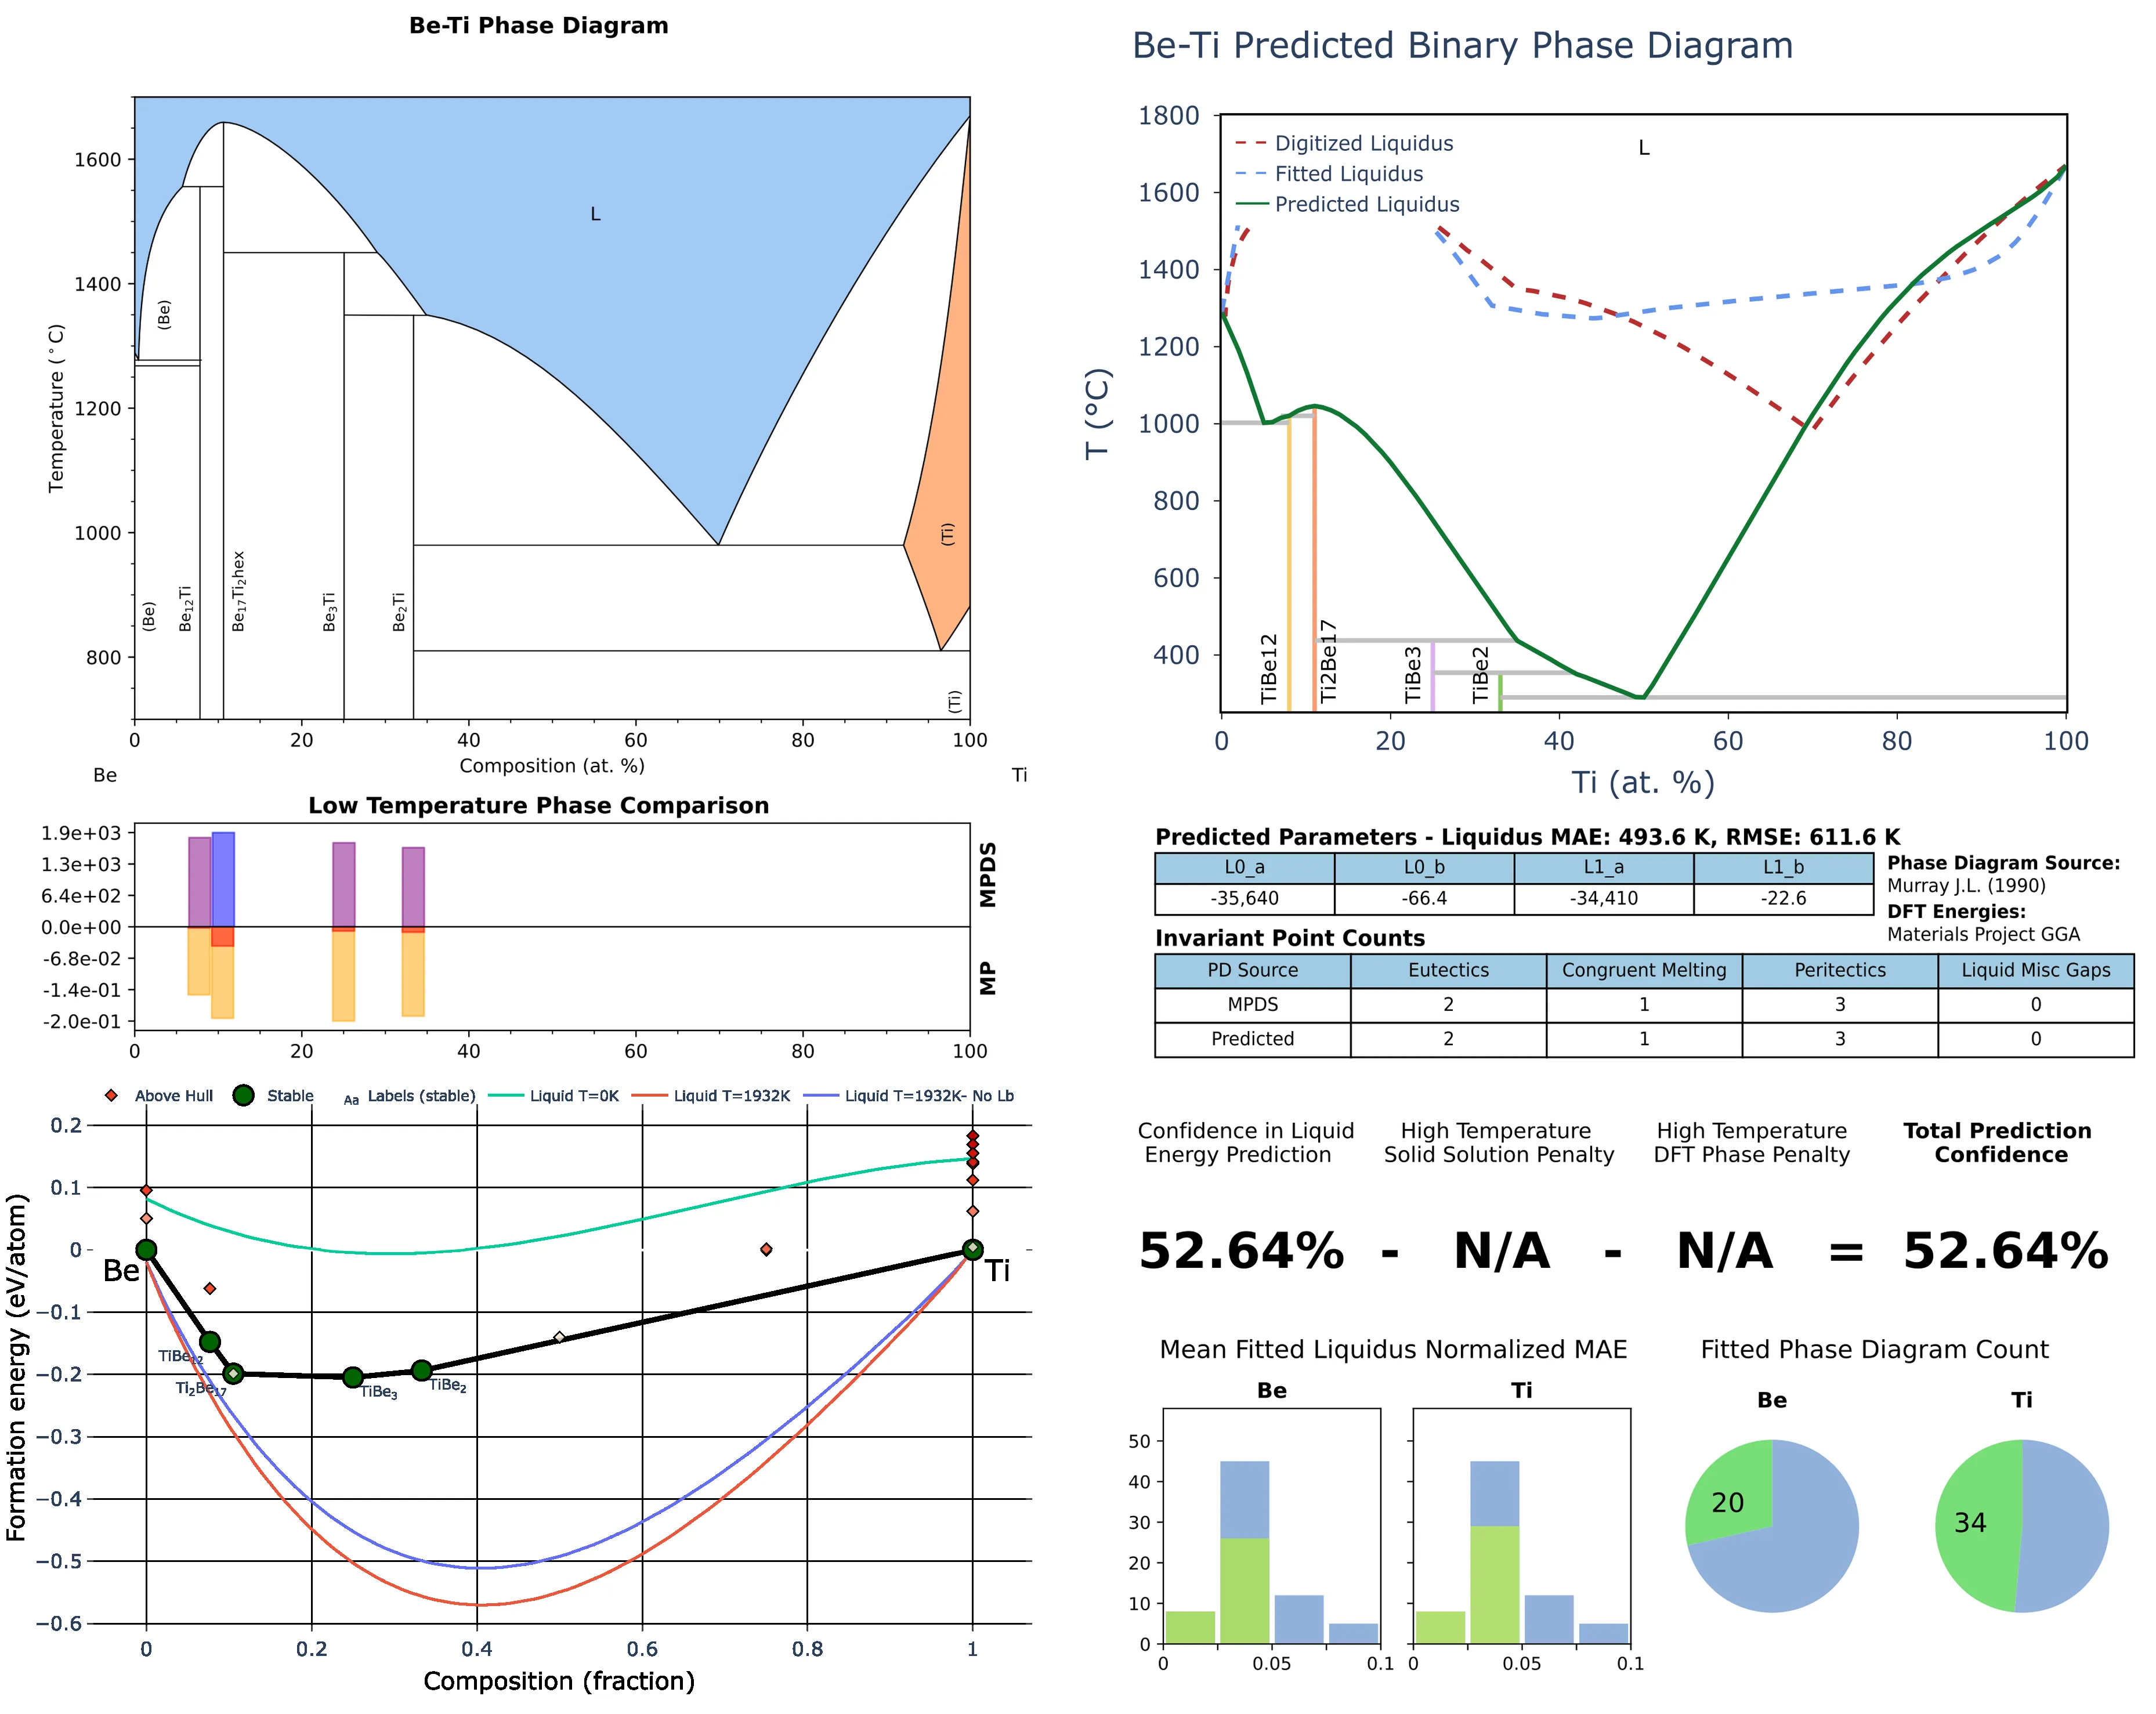 Be-Ti Phase Diagram
1600
1400
1200
1000
800
Temperature (°C)
L
(Be)
(Be)
Be12Ti
Be17Ti2hex
Be3Ti
Be2Ti
(Ti)
(Ti)
0 20 40 60 80 100
Composition (at. %)
Be Ti
Be-Ti Predicted Binary Phase Diagram
1800
1600
1400
1200
1000
800
600
400
T (°C)
Digitized Liquidus
Fitted Liquidus
Predicted Liquidus
L
TiBe12
Ti2Be17
TiBe3
TiBe2
0 20 40 60 80 100
Ti (at. %)
Low Temperature Phase Comparison
1.9e+03
1.3e+03
6.4e+02
0.0e+00
-6.8e-02
-1.4e-01
-2.0e-01
MPDS
MP
0 20 40 60 80 100
Predicted Parameters - Liquidus MAE: 493.6 K, RMSE: 611.6 K
L0_a L0_b L1_a L1_b
-35,640 -66.4 -34,410 -22.6
Phase Diagram Source:
Murray J.L. (1990)
DFT Energies:
Materials Project GGA
Invariant Point Counts
PD Source Eutectics Congruent Melting Peritectics Liquid Misc Gaps
MPDS 2 1 3 0
Predicted 2 1 3 0
Above Hull Stable Aa Labels (stable) Liquid T=0K Liquid T=1932K Liquid T=1932K- No Lb
0.2
0.1
0
−0.1
−0.2
−0.3
−0.4
−0.5
−0.6
Formation energy (eV/atom)
Be
Ti
TiBe12
Ti2Be17
TiBe3
TiBe2
0 0.2 0.4 0.6 0.8 1
Composition (fraction)
Confidence in Liquid
Energy Prediction
High Temperature
Solid Solution Penalty
High Temperature
DFT Phase Penalty
Total Prediction
Confidence
52.64% - N/A - N/A = 52.64%
Mean Fitted Liquidus Normalized MAE
Be Ti
50
40
30
20
10
0
0 0.05 0.1 0 0.05 0.1
Fitted Phase Diagram Count
Be Ti
20 34